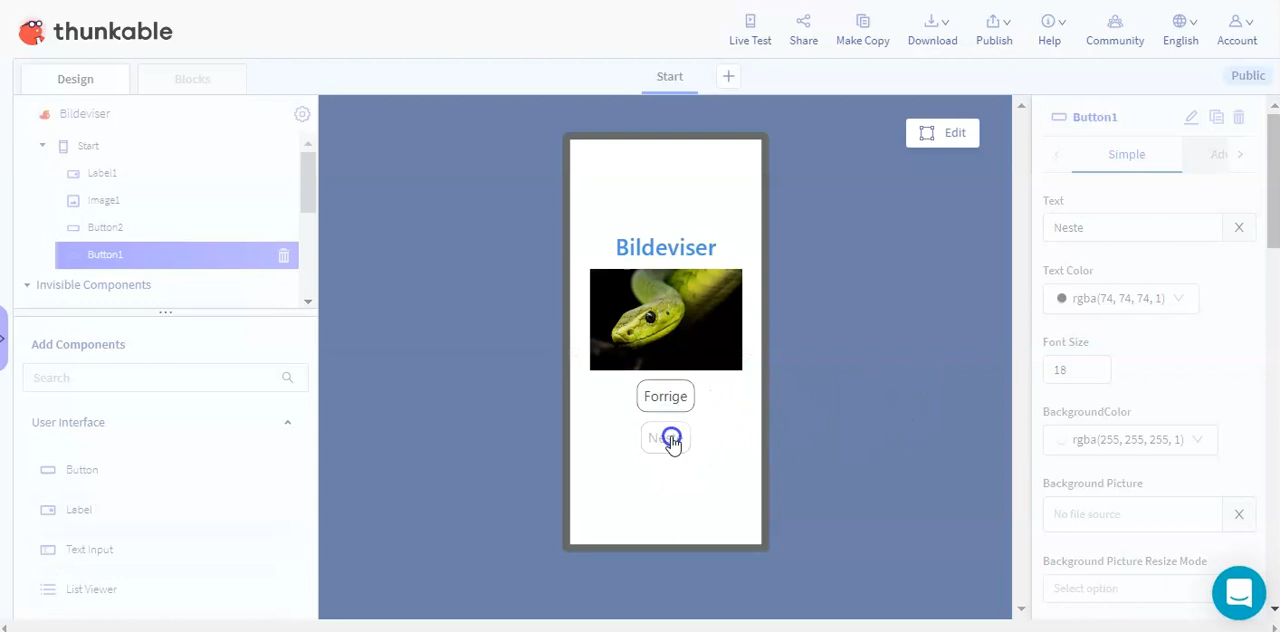 thunkable
Live Test
Share
Make Copy
Download
Publish
Help
Community
English
Account
Design
Blocks
Start
Public
Bildeviser
Start
Label1
Image1
Button2
Button1
Invisible Components
Add Components
Search
User Interface
Button
Label
Text Input
List Viewer
Edit
Bildeviser
Forrige
Button1
Simple
Text
Neste
Text Color
rgba(74, 74, 74, 1)
Font Size
18
BackgroundColor
rgba(255, 255, 255, 1)
Background Picture
No file source
Background Picture Resize Mode
Select option